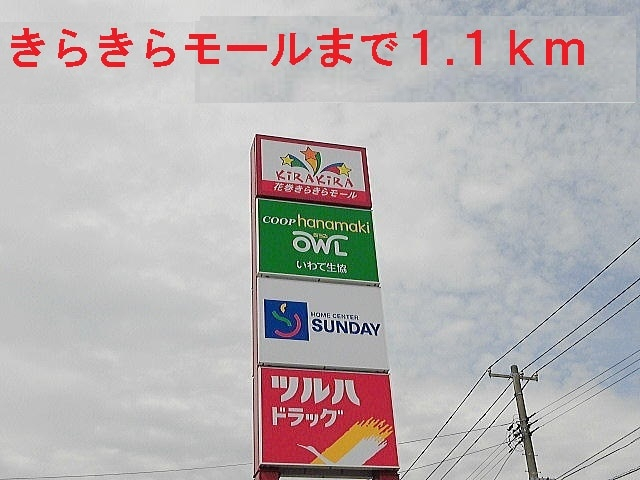 きらきらモールまで１.１ｋｍ
KiRAKiRA
花巻きらきらモール
COOP hanamaki
OWL
いわて生協
HOME CENTER
SUNDAY
ツルハ
ドラッグ